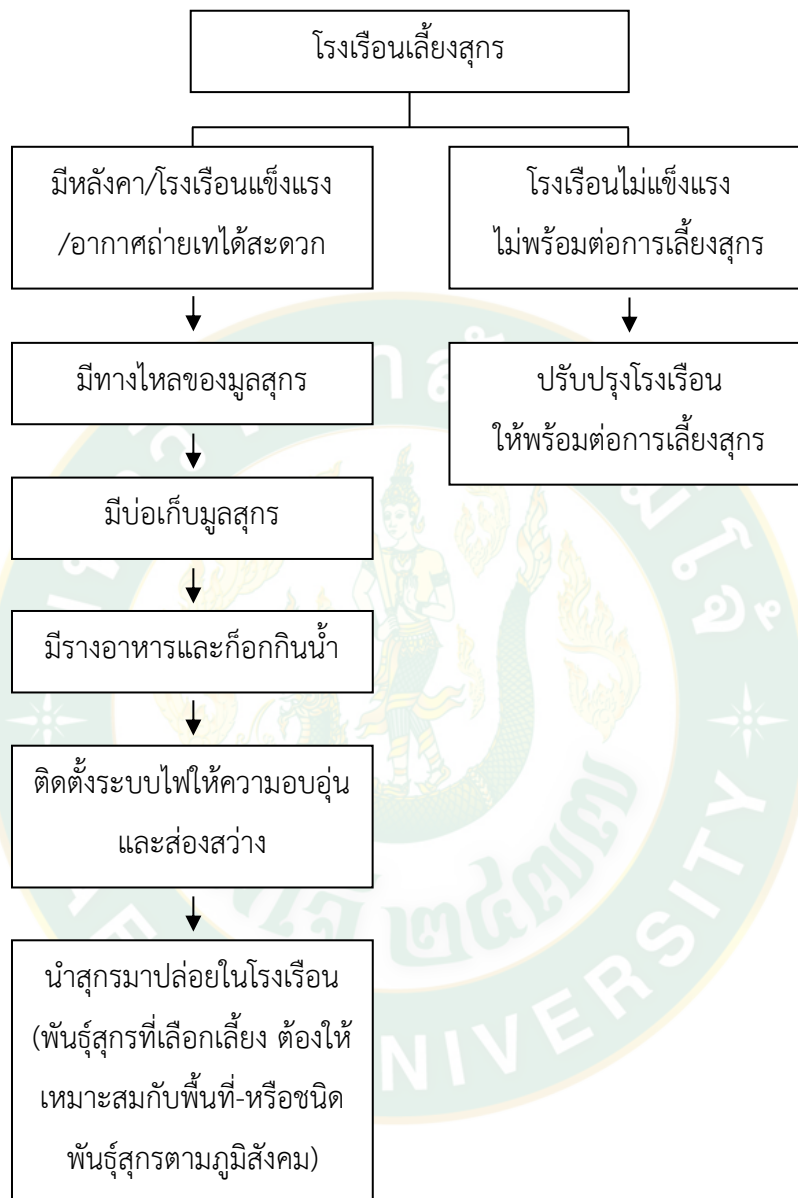 โรงเรือนเลี้ยงสุกร
มีหลังคา/โรงเรือนแข็งแรง
/อากาศถ่ายเทได้สะดวก
โรงเรือนไม่แข็งแรง
ไม่พร้อมต่อการเลี้ยงสุกร
มีทางไหลของมูลสุกร
ปรับปรุงโรงเรือน
ให้พร้อมต่อการเลี้ยงสุกร
มีบ่อเก็บมูลสุกร
มีรางอาหารและก็อกกินน้ำ
ติดตั้งระบบไฟให้ความอบอุ่น
และส่องสว่าง
นำสุกรมาปล่อยในโรงเรือน
(พันธุ์สุกรที่เลือกเลี้ยง ต้องให้
เหมาะสมกับพื้นที่-หรือชนิด
พันธุ์สุกรตามภูมิสังคม)
UNIVERSITY